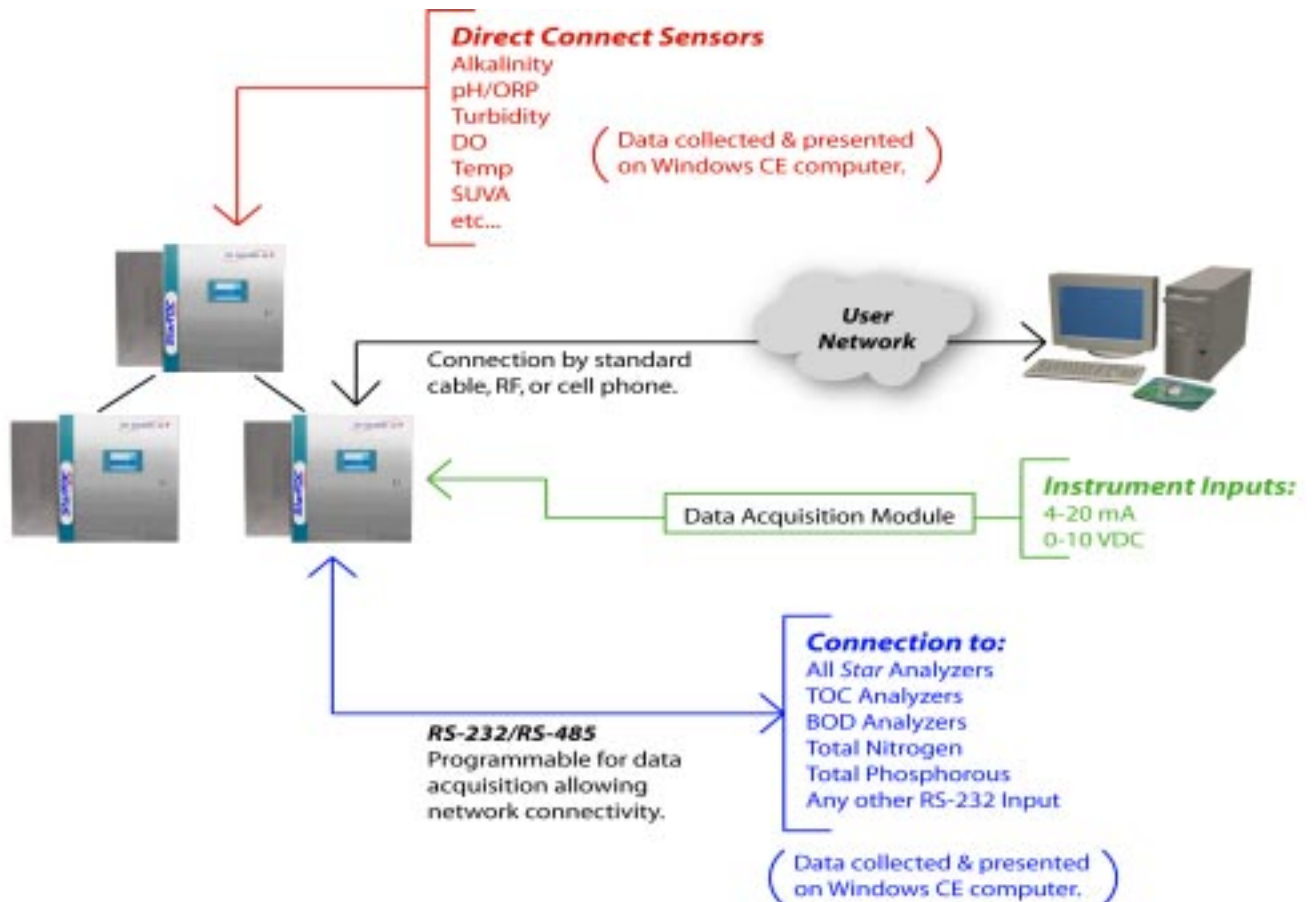 Direct Connect Sensors
Alkalinity
pH/ORP
Turbidity
DO
Temp
SUVA
etc...
(Data collected & presented
on Windows CE computer.)
User
Network
Connection by standard
cable, RF, or cell phone.
Data Acquisition Module
Instrument Inputs:
4-20 mA
0-10 VDC
RS-232/RS-485
Programmable for data
acquisition allowing
network connectivity.
Connection to:
All Star Analyzers
TOC Analyzers
BOD Analyzers
Total Nitrogen
Total Phosphorous
Any other RS-232 Input
(Data collected & presented
on Windows CE computer.)